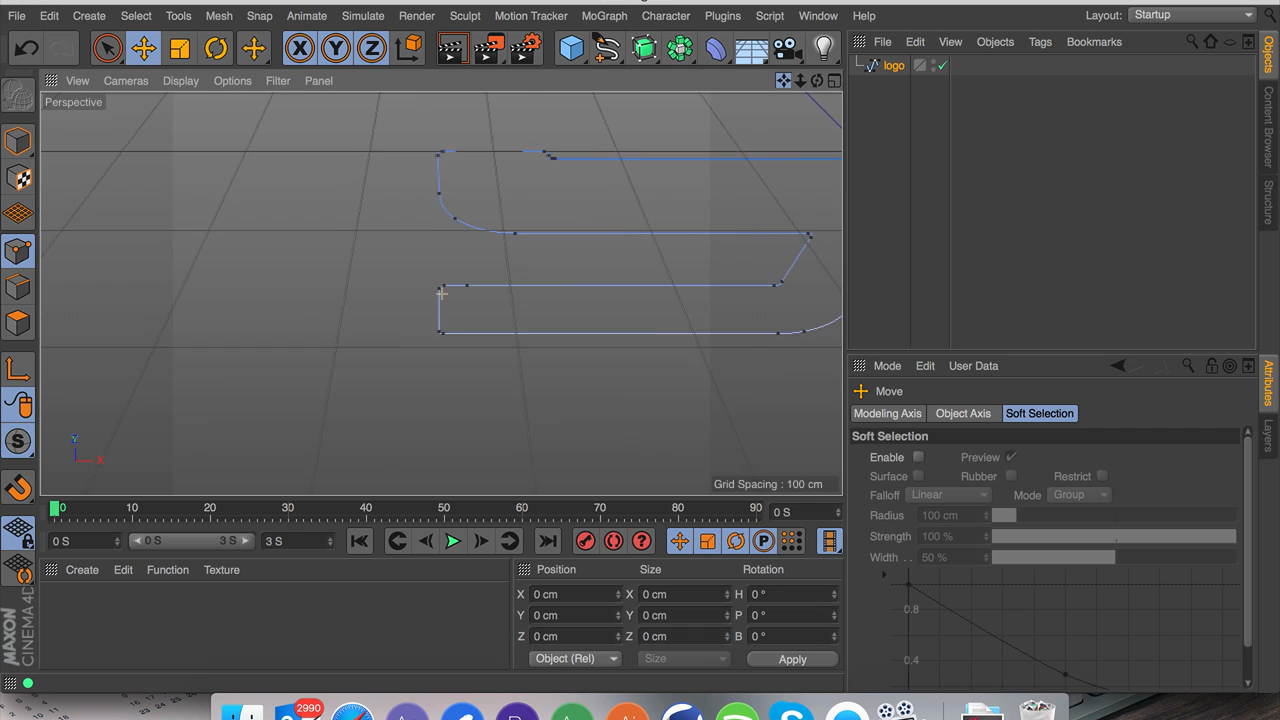 File Edit Create Select Tools Mesh Snap Animate Simulate Render Sculpt Motion Tracker MoGraph Character Plugins Script Window Help Layout: Startup
X Y Z
File Edit View Objects Tags Bookmarks
logo
View Cameras Display Options Filter Panel
Perspective
Y
X
Grid Spacing : 100 cm
Objects
Content Browser
Structure
Attributes
Layers
Mode Edit User Data
Move
Modeling Axis Object Axis Soft Selection
Soft Selection
Enable Preview
Surface Rubber Restrict
Falloff Linear Mode Group
Radius 100 cm
Strength 100 %
Width . . 50 %
0.8
0.4
S
0 10 20 30 40 50 60 70 80 90 0 S
0 S 0 S 3 S 3 S P
Create Edit Function Texture
Position Size Rotation
X 0 cm X 0 cm H 0 °
Y 0 cm Y 0 cm P 0 °
Z 0 cm Z 0 cm B 0 °
Object (Rel) Size Apply
MAXON
CINEMA 4D
2990